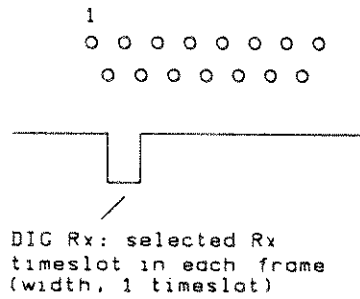 1
DIG Rx: selected Rx
timeslot in each frame
(width, 1 timeslot)